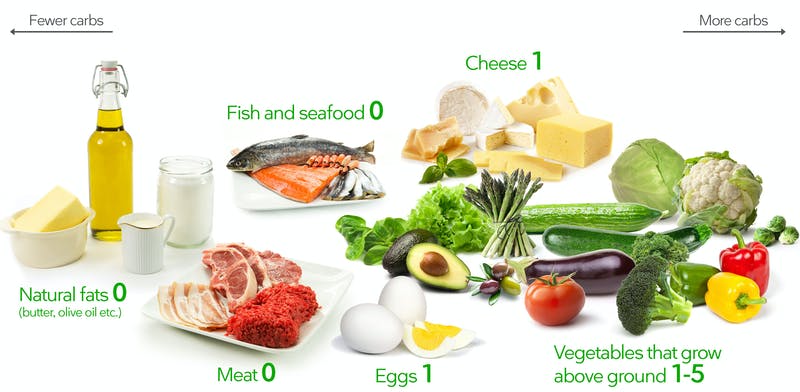 Fewer carbs
More carbs
Cheese 1
Fish and seafood 0
Natural fats 0
(butter, olive oil etc.)
Meat 0
Eggs 1
Vegetables that grow
above ground 1-5